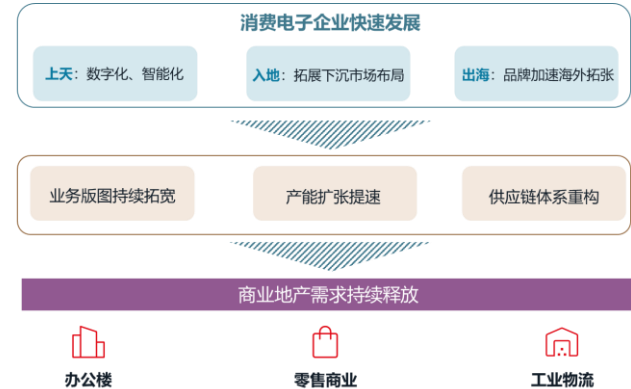 消费电子企业快速发展
上天：数字化、智能化
入地：拓展下沉市场布局
出海：品牌加速海外拓张
业务版图持续拓宽
产能扩张提速
供应链体系重构
商业地产需求持续释放
办公楼
零售商业
工业物流